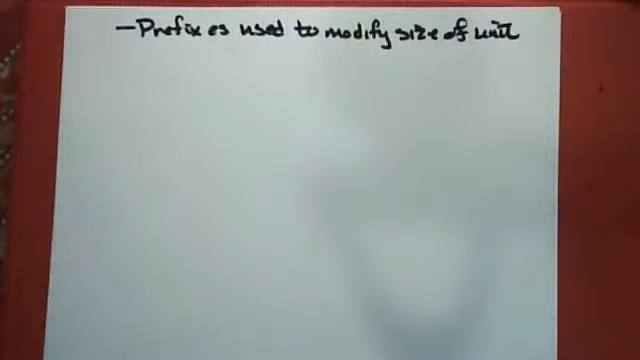 - Prefixes used to modify size of unit